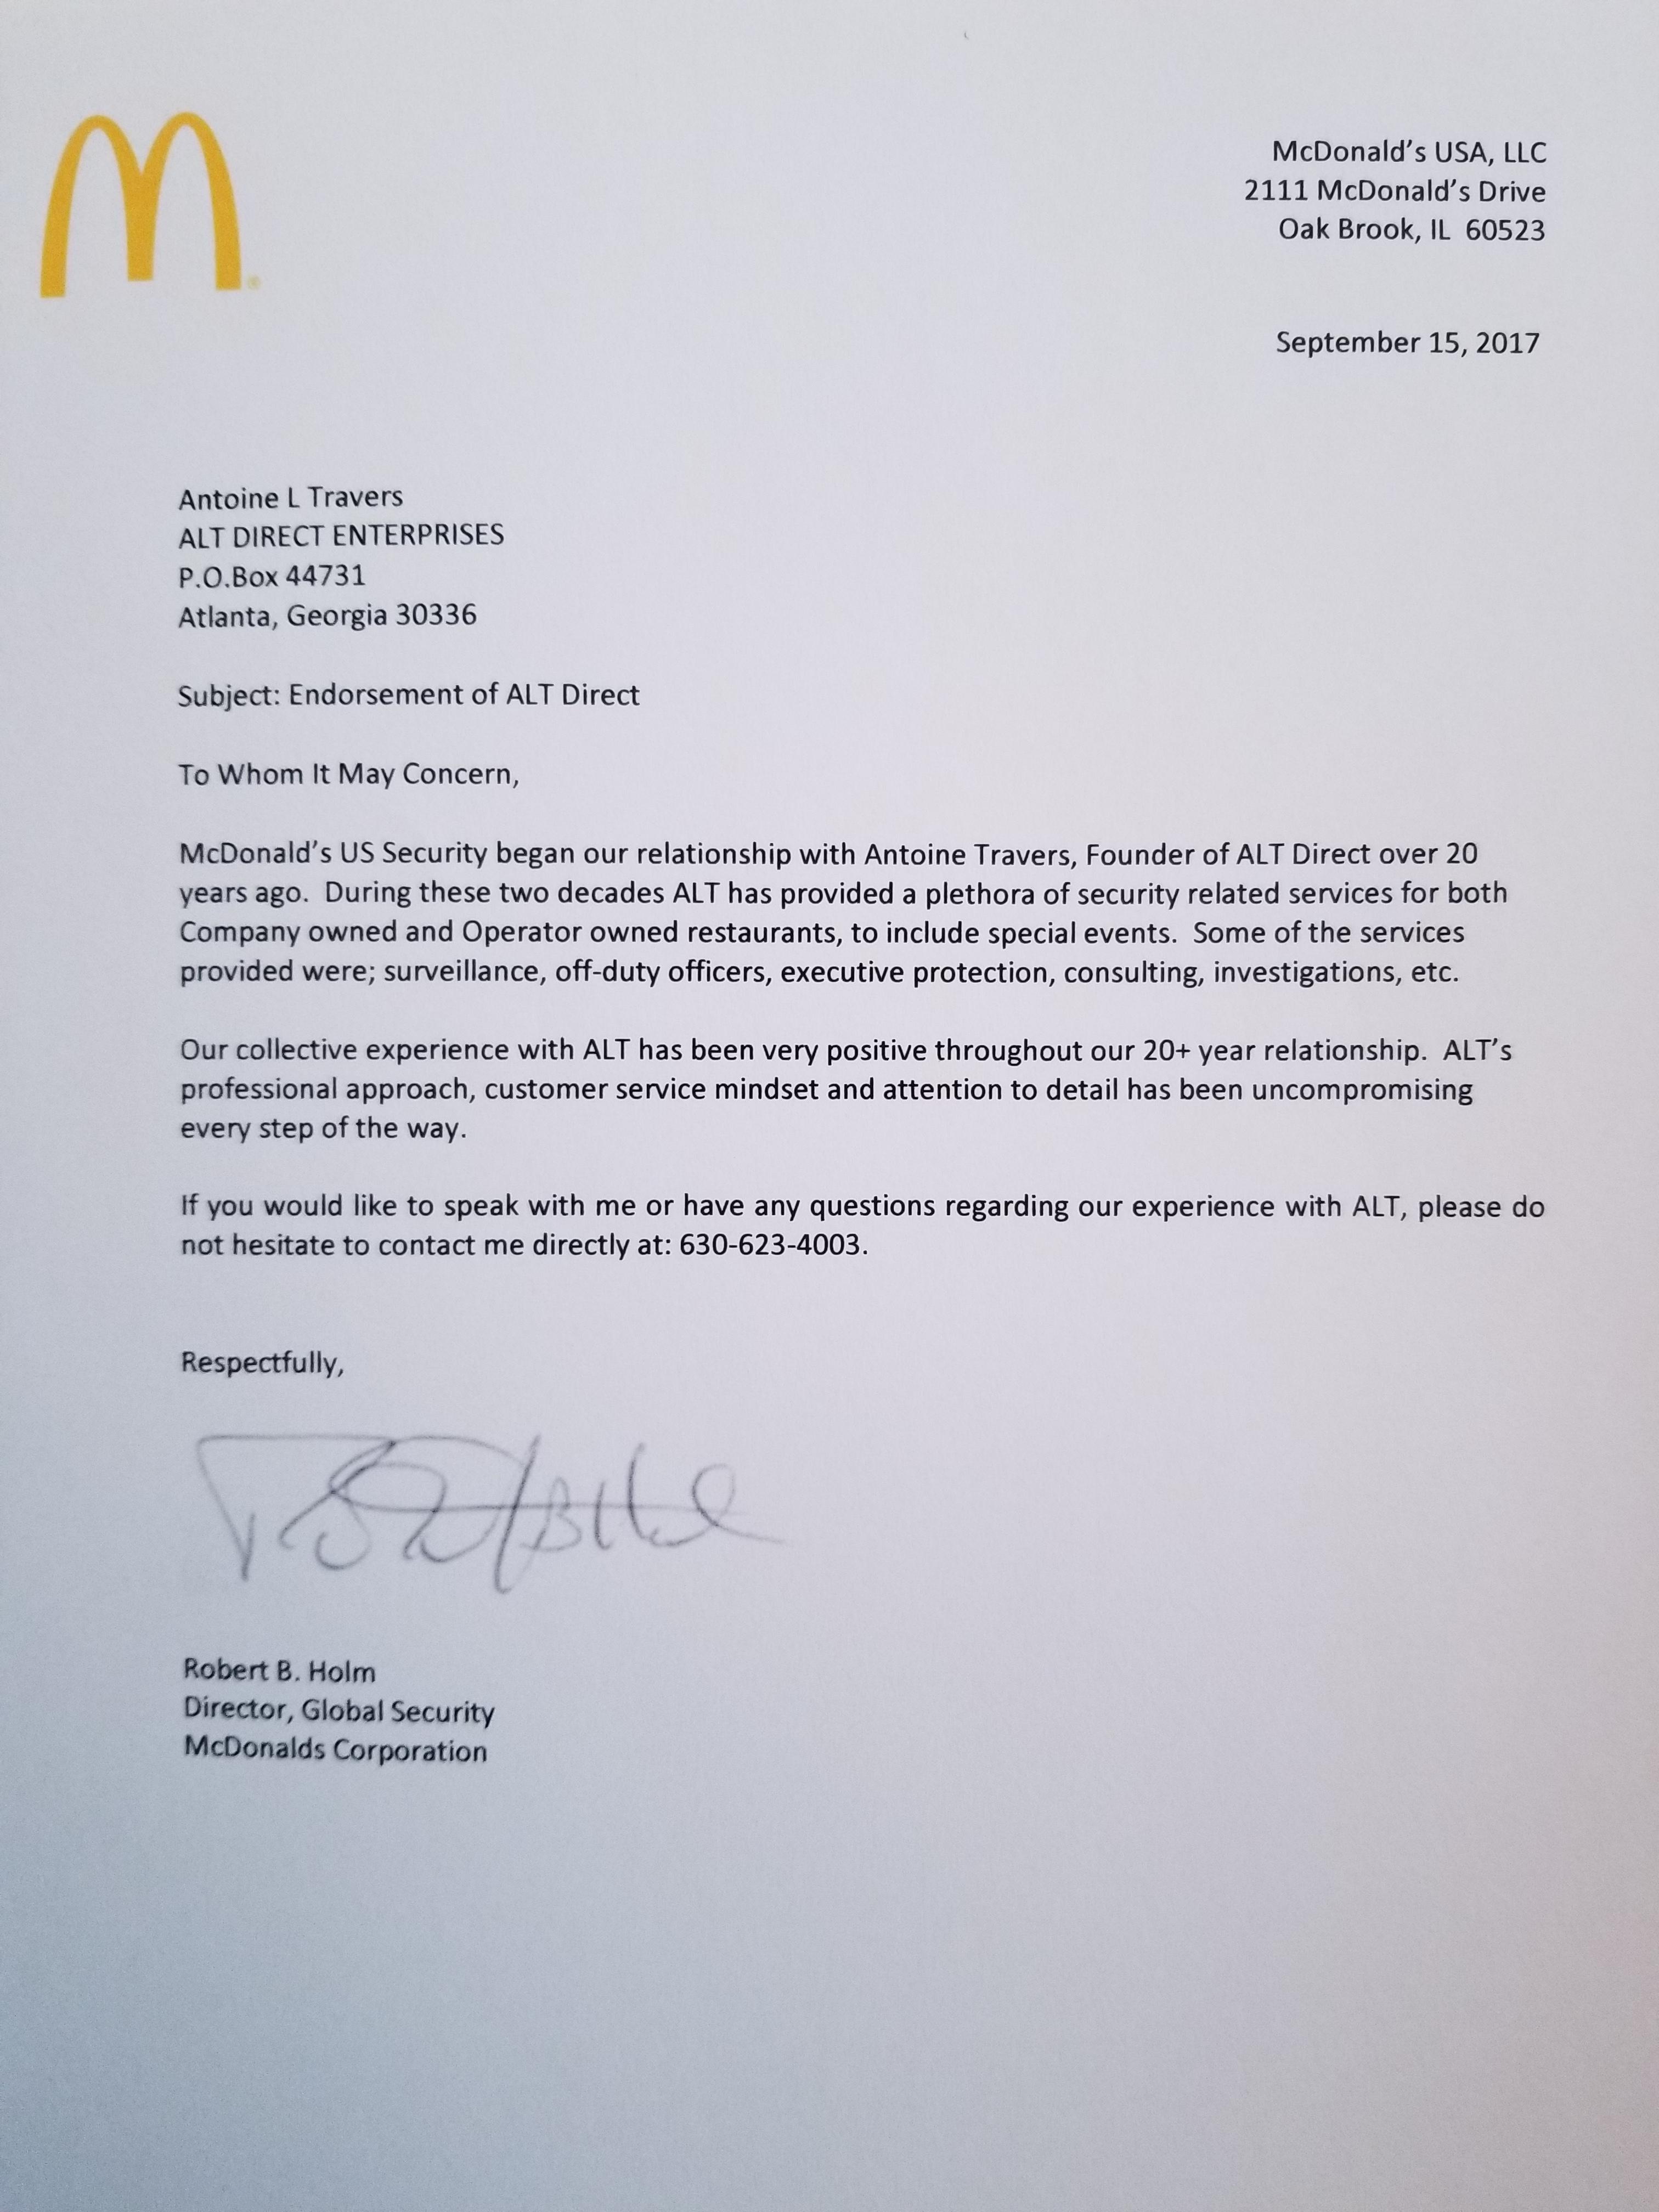 McDonald's USA, LLC
2111 McDonald's Drive
Oak Brook, IL 60523
September 15, 2017
Antoine L Travers
ALT DIRECT ENTERPRISES
P.O.Box 44731
Atlanta, Georgia 30336
Subject: Endorsement of ALT Direct
To Whom It May Concern,
McDonald's US Security began our relationship with Antoine Travers, Founder of ALT Direct over 20
years ago. During these two decades ALT has provided a plethora of security related services for both
Company owned and Operator owned restaurants, to include special events. Some of the services
provided were; surveillance, off-duty officers, executive protection, consulting, investigations, etc.
Our collective experience with ALT has been very positive throughout our 20+ year relationship. ALT's
professional approach, customer service mindset and attention to detail has been uncompromising
every step of the way.
If you would like to speak with me or have any questions regarding our experience with ALT, please do
not hesitate to contact me directly at: 630-623-4003.
Respectfully,
Robert B. Holm
Director, Global Security
McDonalds Corporation